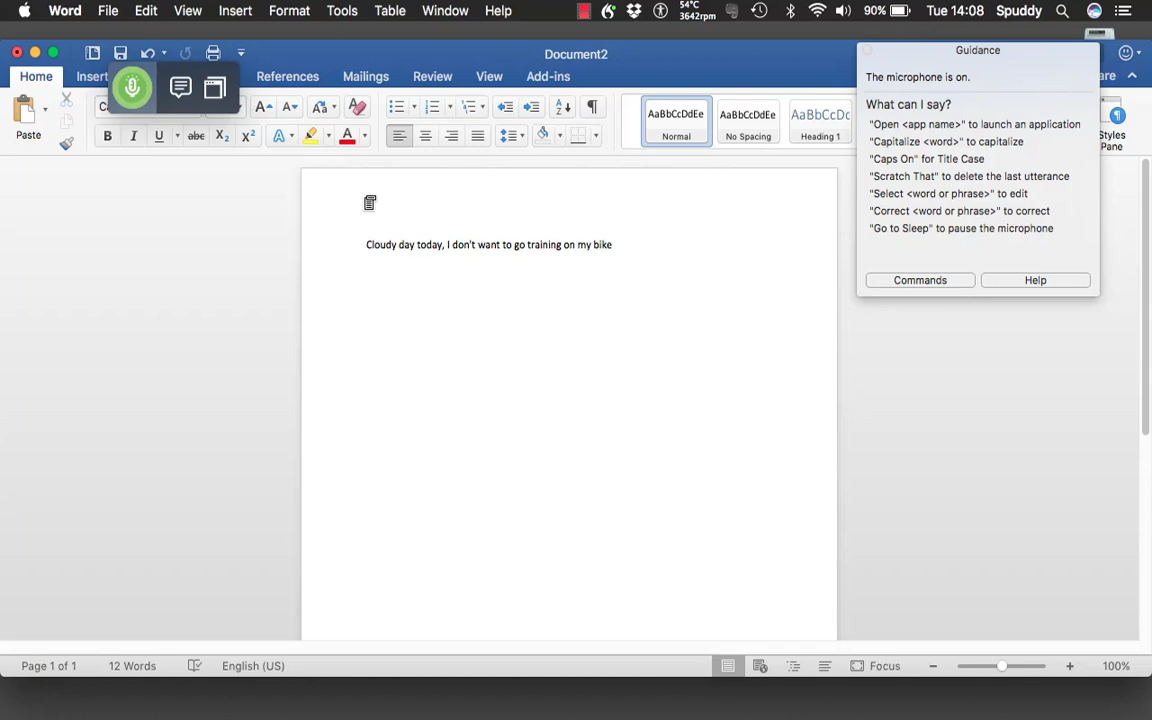 Word File Edit View Insert Format Tools Table Window Help 54°C 3642rpm 90% Tue 14:08 Spuddy
Document2
Home Insert References Mailings Review View Add-ins
Paste
B I U abc X2 X2 A A
AaBbCcDdEe Normal
AaBbCcDdEe No Spacing
AaBbCcDc Heading 1
Styles Pane
Guidance
The microphone is on.
What can I say?
"Open <app name>" to launch an application
"Capitalize <word>" to capitalize
"Caps On" for Title Case
"Scratch That" to delete the last utterance
"Select <word or phrase>" to edit
"Correct <word or phrase>" to correct
"Go to Sleep" to pause the microphone
Commands Help
Cloudy day today, I don't want to go training on my bike
Page 1 of 1 12 Words English (US) Focus 100%